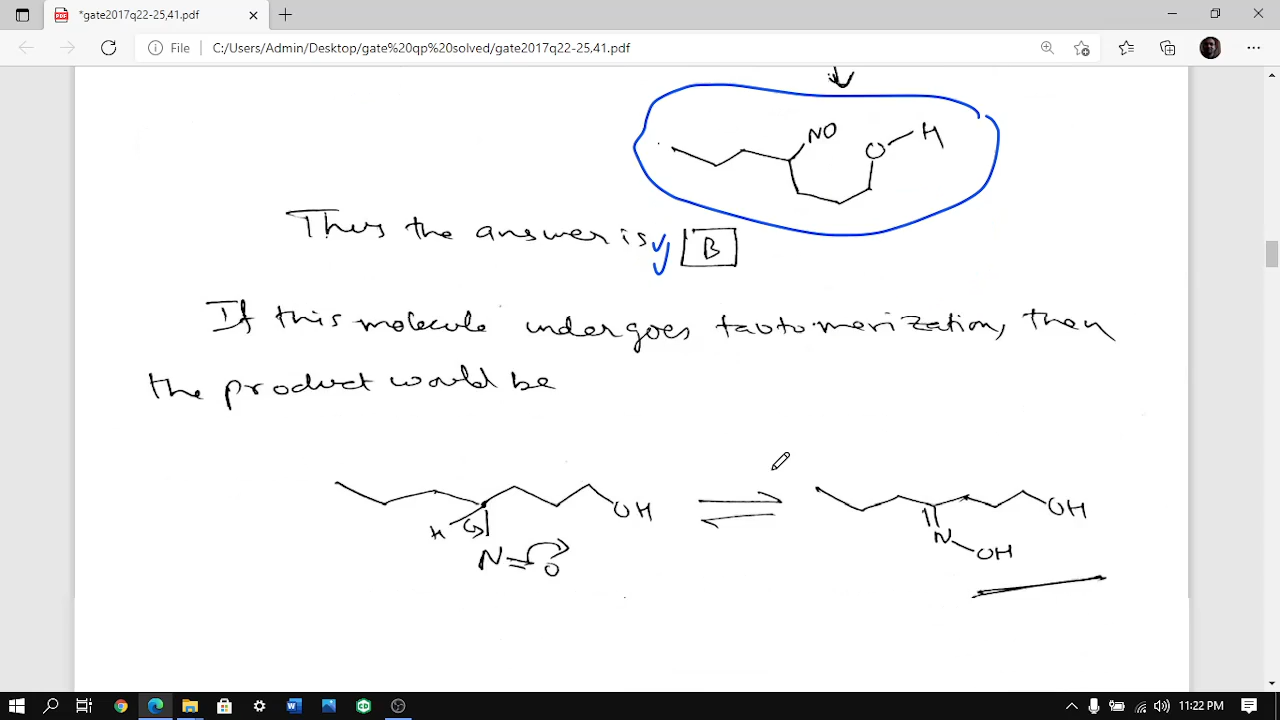 *gate2017q22-25,41.pdf
File C:/Users/Admin/Desktop/gate%20qp%20solved/gate2017q22-25,41.pdf
NO
O H
Thus the answer is B
If this molecule undergoes tautomerization, then
the product would be
OH OH
H
N OH
N O
11:22 PM